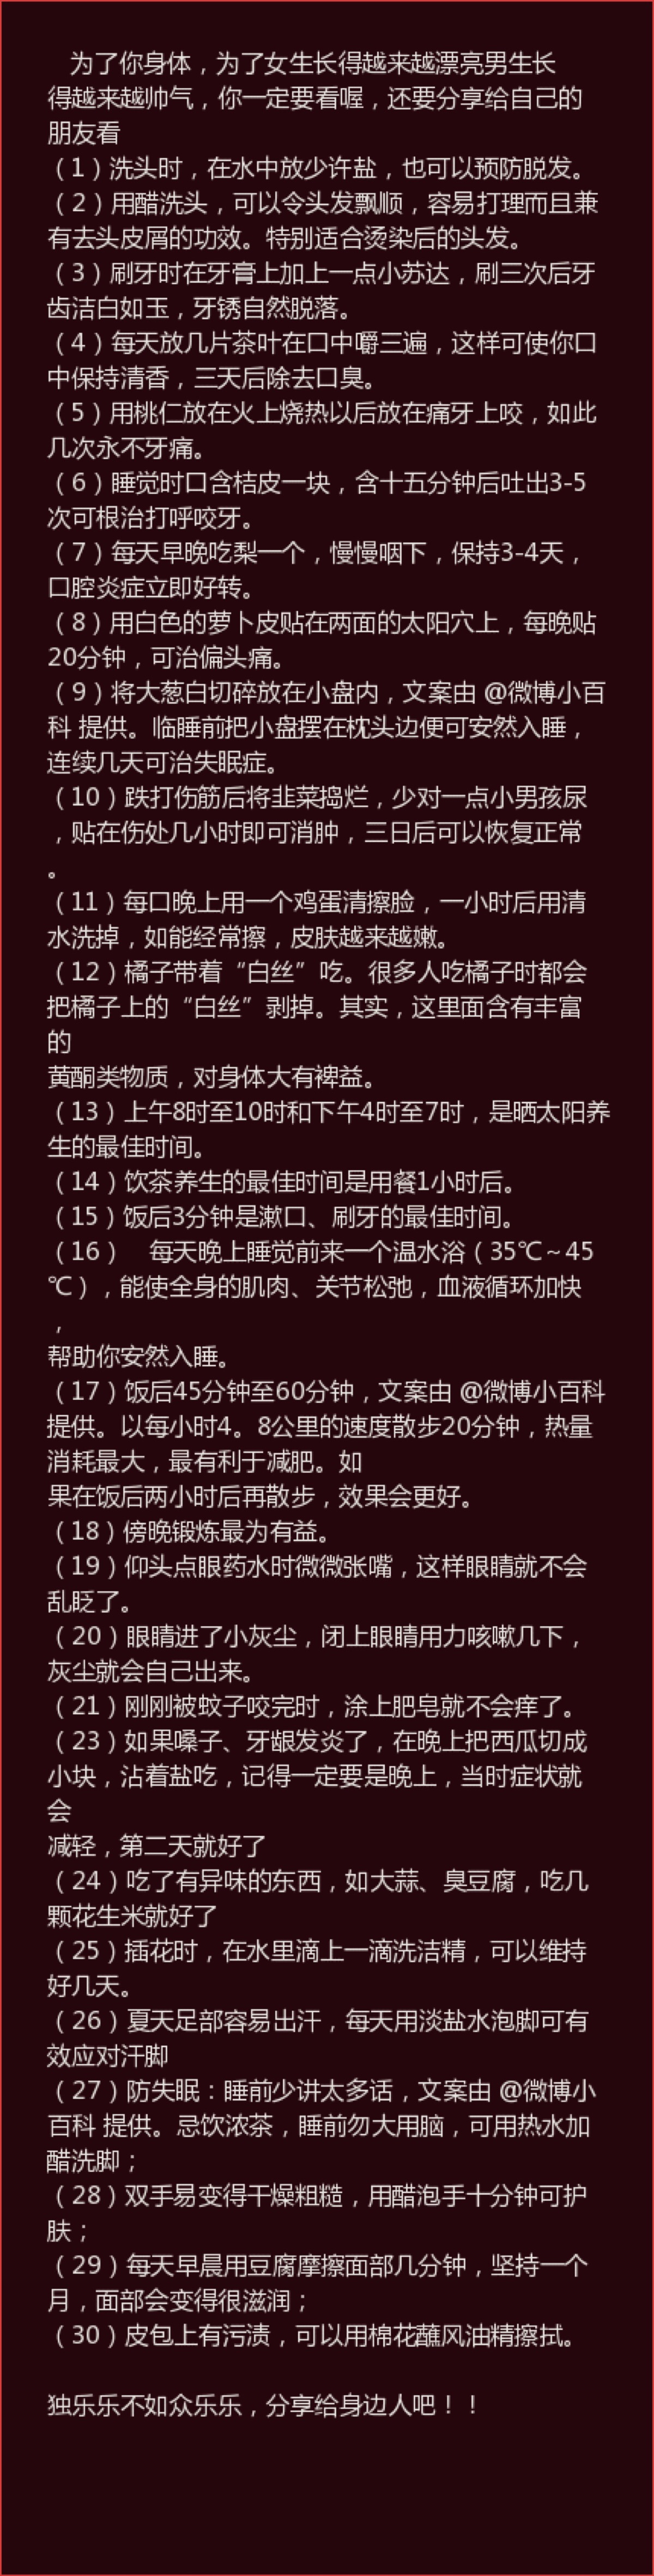 为了你身体，为了女生长得越来越漂亮男生长
得越来越帅气，你一定要看喔，还要分享给自己的
朋友看
（1）洗头时，在水中放少许盐，也可以预防脱发。
（2）用醋洗头，可以令头发飘顺，容易打理而且兼
有去头皮屑的功效。特别适合烫染后的头发。
（3）刷牙时在牙膏上加上一点小苏达，刷三次后牙
齿洁白如玉，牙锈自然脱落。
（4）每天放几片茶叶在口中嚼三遍，这样可使你口
中保持清香，三天后除去口臭。
（5）用桃仁放在火上烧热以后放在痛牙上咬，如此
几次永不牙痛。
（6）睡觉时口含桔皮一块，含十五分钟后吐出3-5
次可根治打呼咬牙。
（7）每天早晚吃梨一个，慢慢咽下，保持3-4天，
口腔炎症立即好转。
（8）用白色的萝卜皮贴在两面的太阳穴上，每晚贴
20分钟，可治偏头痛。
（9）将大葱白切碎放在小盘内，文案由 @微博小百
科 提供。临睡前把小盘摆在枕头边便可安然入睡，
连续几天可治失眠症。
（10）跌打伤筋后将韭菜捣烂，少对一点小男孩尿
，贴在伤处几小时即可消肿，三日后可以恢复正常
。
（11）每口晚上用一个鸡蛋清擦脸，一小时后用清
水洗掉，如能经常擦，皮肤越来越嫩。
（12）橘子带着“白丝”吃。很多人吃橘子时都会
把橘子上的“白丝”剥掉。其实，这里面含有丰富
的
黄酮类物质，对身体大有裨益。
（13）上午8时至10时和下午4时至7时，是晒太阳养
生的最佳时间。
（14）饮茶养生的最佳时间是用餐1小时后。
（15）饭后3分钟是漱口、刷牙的最佳时间。
（16）　每天晚上睡觉前来一个温水浴（35℃～45
℃），能使全身的肌肉、关节松弛，血液循环加快
，
帮助你安然入睡。
（17）饭后45分钟至60分钟，文案由 @微博小百科
提供。以每小时4。8公里的速度散步20分钟，热量
消耗最大，最有利于减肥。如
果在饭后两小时后再散步，效果会更好。
（18）傍晚锻炼最为有益。
（19）仰头点眼药水时微微张嘴，这样眼睛就不会
乱眨了。
（20）眼睛进了小灰尘，闭上眼睛用力咳嗽几下，
灰尘就会自己出来。
（21）刚刚被蚊子咬完时，涂上肥皂就不会痒了。
（23）如果嗓子、牙龈发炎了，在晚上把西瓜切成
小块，沾着盐吃，记得一定要是晚上，当时症状就
会
减轻，第二天就好了
（24）吃了有异味的东西，如大蒜、臭豆腐，吃几
颗花生米就好了
（25）插花时，在水里滴上一滴洗洁精，可以维持
好几天。
（26）夏天足部容易出汗，每天用淡盐水泡脚可有
效应对汗脚
（27）防失眠：睡前少讲太多话，文案由 @微博小
百科 提供。忌饮浓茶，睡前勿大用脑，可用热水加
醋洗脚；
（28）双手易变得干燥粗糙，用醋泡手十分钟可护
肤；
（29）每天早晨用豆腐摩擦面部几分钟，坚持一个
月，面部会变得很滋润；
（30）皮包上有污渍，可以用棉花蘸风油精擦拭。
独乐乐不如众乐乐，分享给身边人吧！！